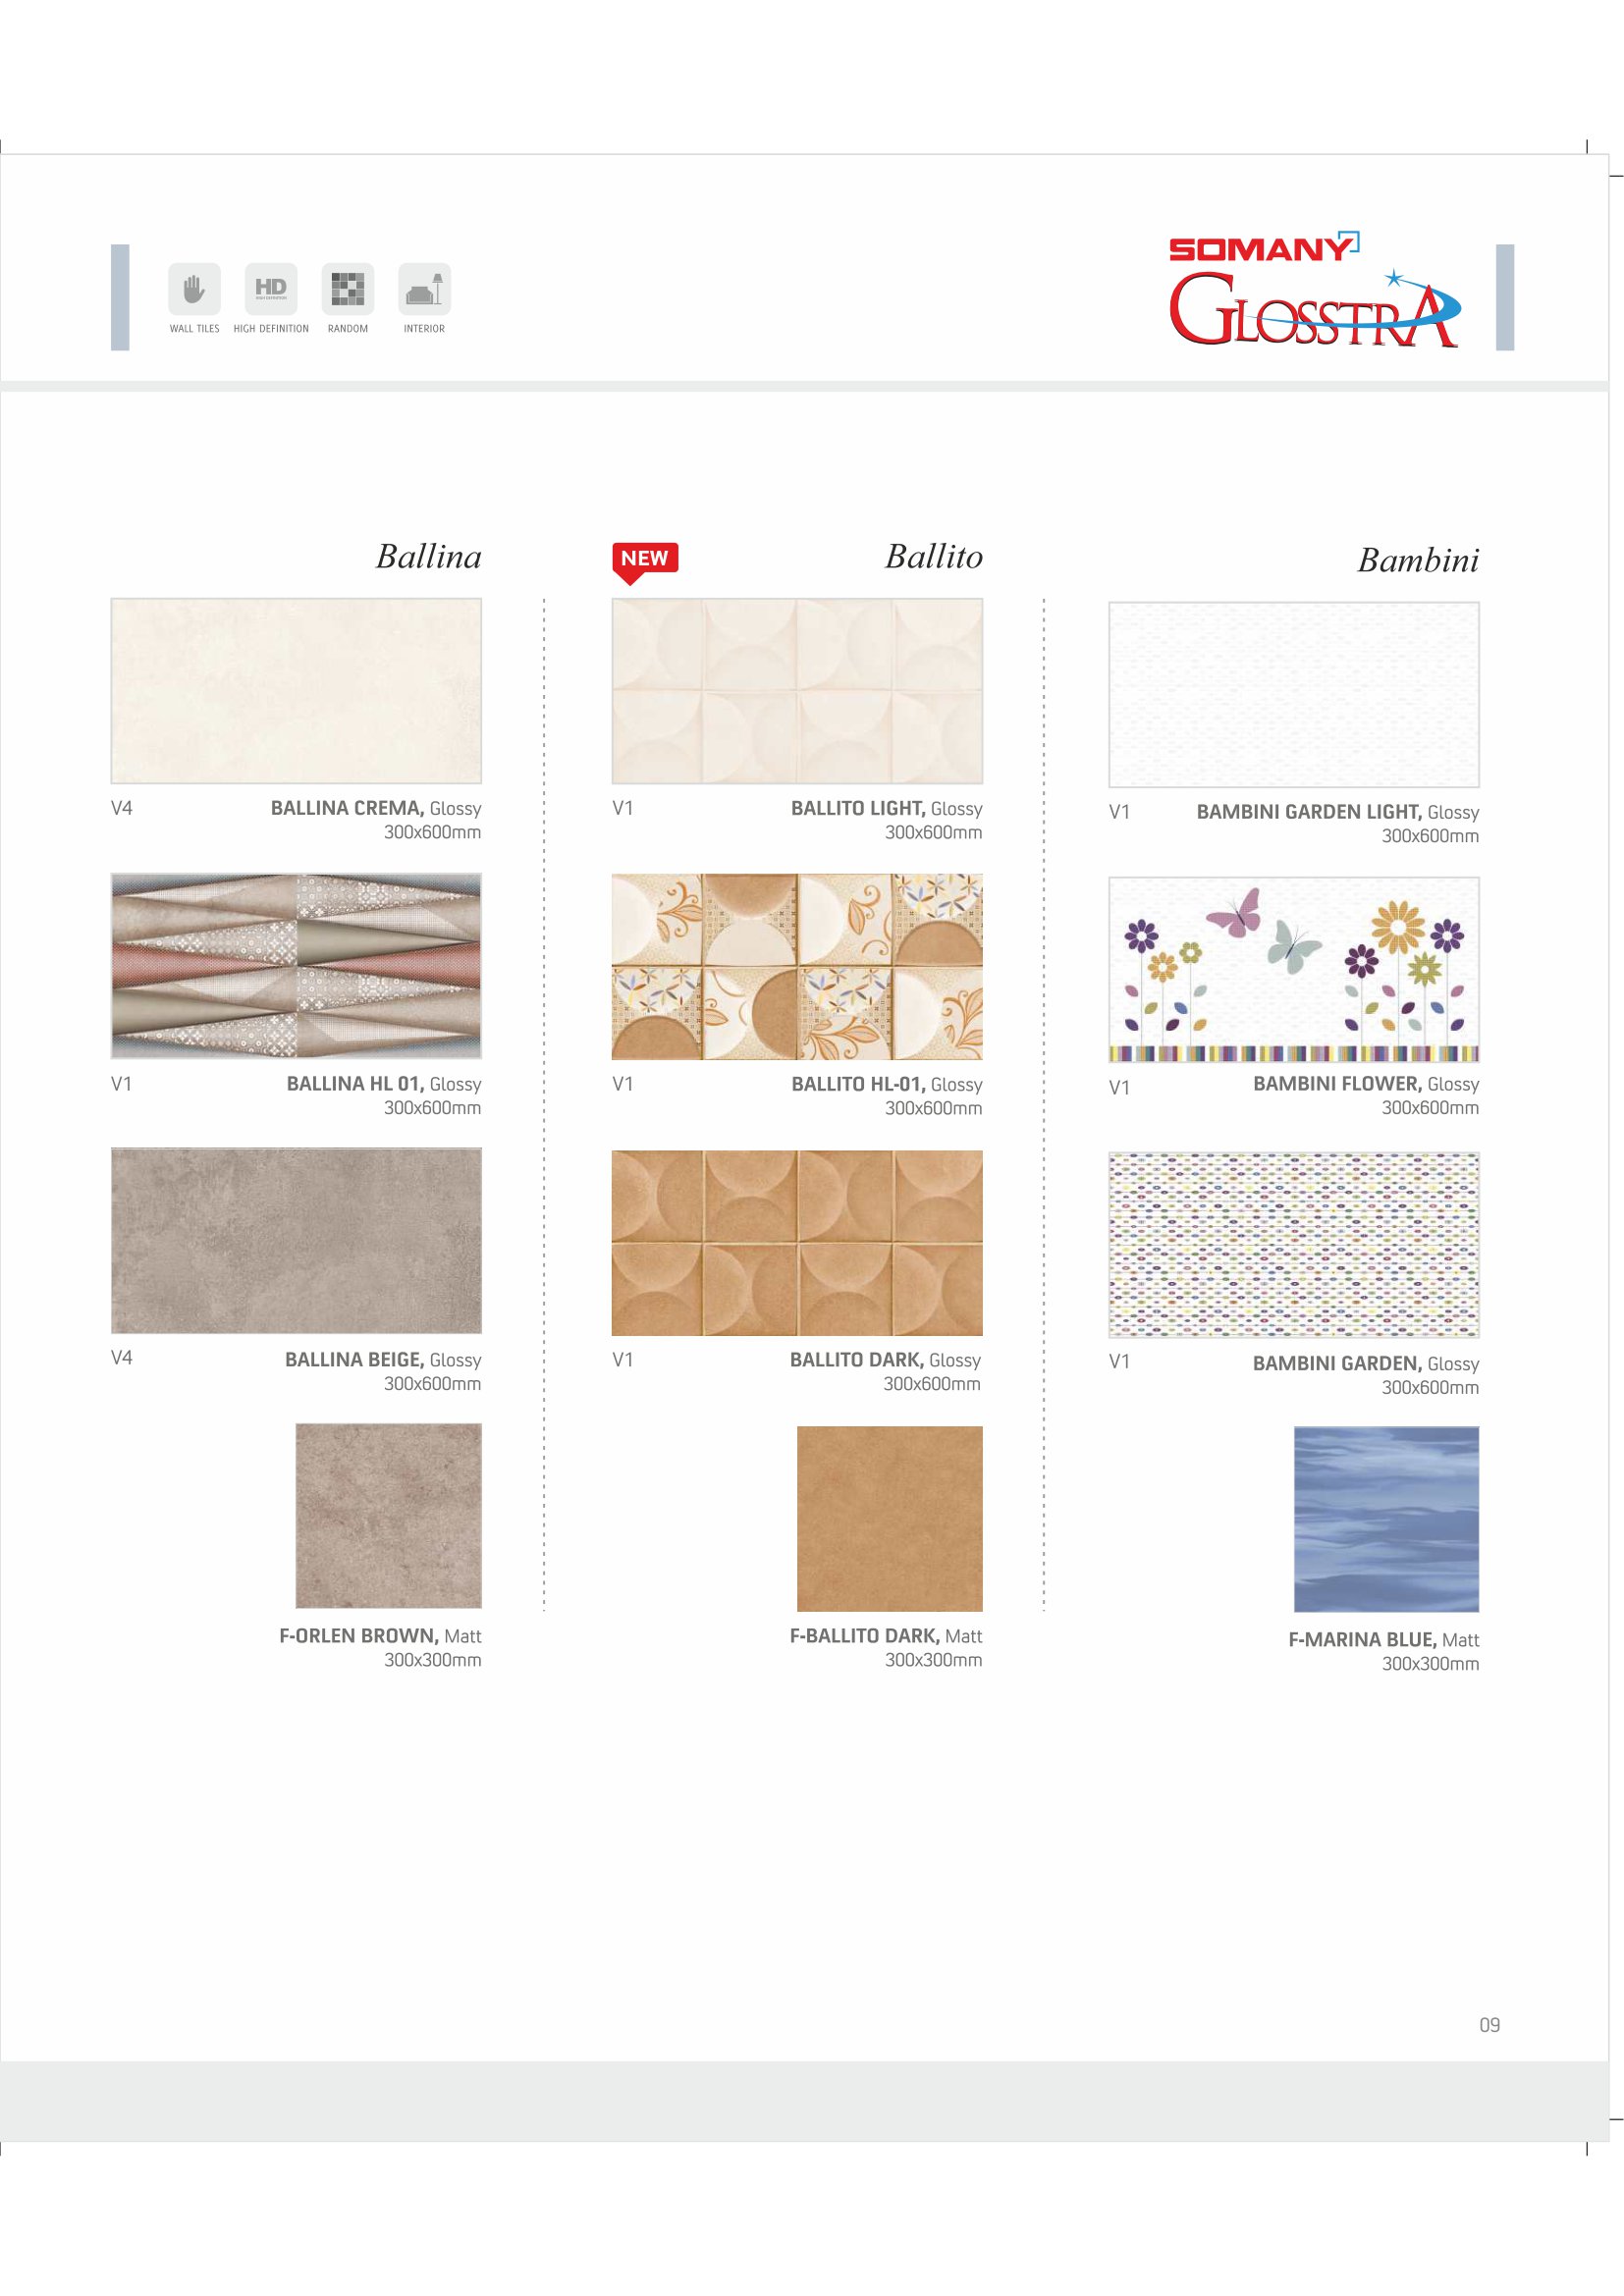 SOMANY
GLOSSTRA
HD
HIGH DEFINITION
WALL TILES
HIGH DEFINITION
RANDOM
INTERIOR
Ballina
V4
BALLINA CREMA, Glossy
300x600mm
V1
BALLINA HL 01, Glossy
300x600mm
V4
BALLINA BEIGE, Glossy
300x600mm
F-ORLEN BROWN, Matt
300x300mm
NEW
Ballito
V1
BALLITO LIGHT, Glossy
300x600mm
V1
BALLITO HL-01, Glossy
300x600mm
V1
BALLITO DARK, Glossy
300x600mm
F-BALLITO DARK, Matt
300x300mm
Bambini
V1
BAMBINI GARDEN LIGHT, Glossy
300x600mm
V1
BAMBINI FLOWER, Glossy
300x600mm
V1
BAMBINI GARDEN, Glossy
300x600mm
F-MARINA BLUE, Matt
300x300mm
09